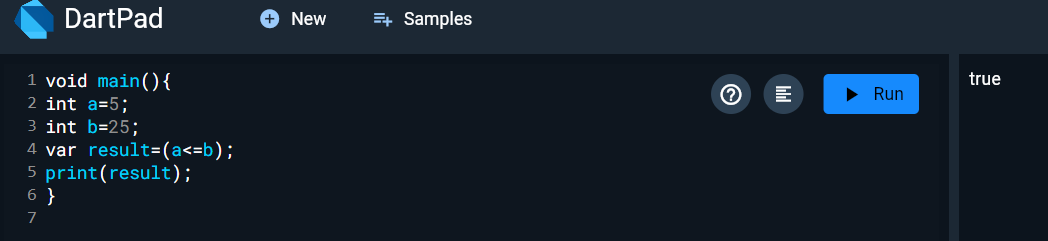 DartPad
New
Samples
1 void main(){
2 int a=5;
3 int b=25;
4 var result=(a<=b);
5 print(result);
6 }
7
?
Run
true